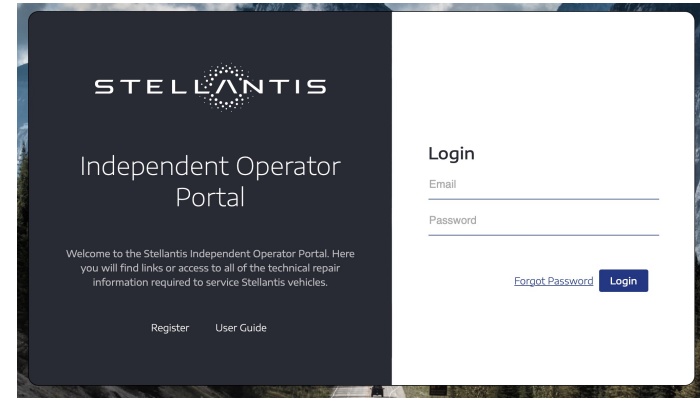 STELLANTIS
Independent Operator
Portal
Welcome to the Stellantis Independent Operator Portal. Here
you will find links or access to all of the technical repair
information required to service Stellantis vehicles.
Register User Guide
Login
Email
Password
Forgot Password Login